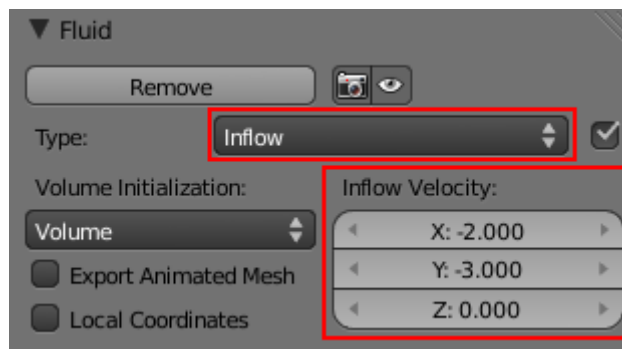 Fluid
Remove
Type:
Inflow
Volume Initialization:
Inflow Velocity:
Volume
X: -2.000
Export Animated Mesh
Y: -3.000
Local Coordinates
Z: 0.000